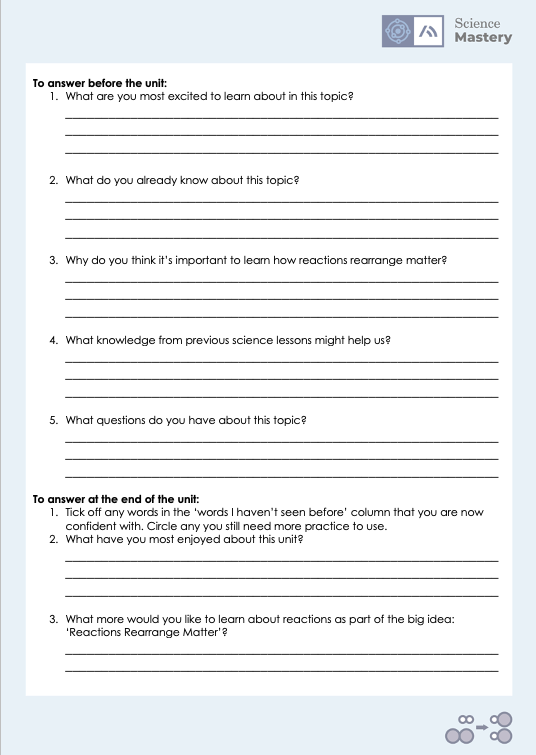 Science
Mastery
To answer before the unit:
1. What are you most excited to learn about in this topic?
2. What do you already know about this topic?
3. Why do you think it’s important to learn how reactions rearrange matter?
4. What knowledge from previous science lessons might help us?
5. What questions do you have about this topic?
To answer at the end of the unit:
1. Tick off any words in the ‘words I haven’t seen before’ column that you are now
confident with. Circle any you still need more practice to use.
2. What have you most enjoyed about this unit?
3. What more would you like to learn about reactions as part of the big idea:
‘Reactions Rearrange Matter’?